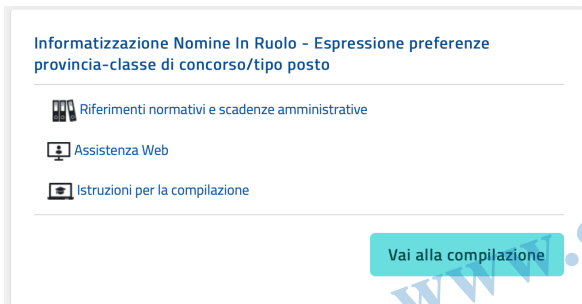 Informatizzazione Nomine In Ruolo - Espressione preferenze
provincia-classe di concorso/tipo posto
Riferimenti normativi e scadenze amministrative
Assistenza Web
Istruzioni per la compilazione
Vai alla compilazione
www.